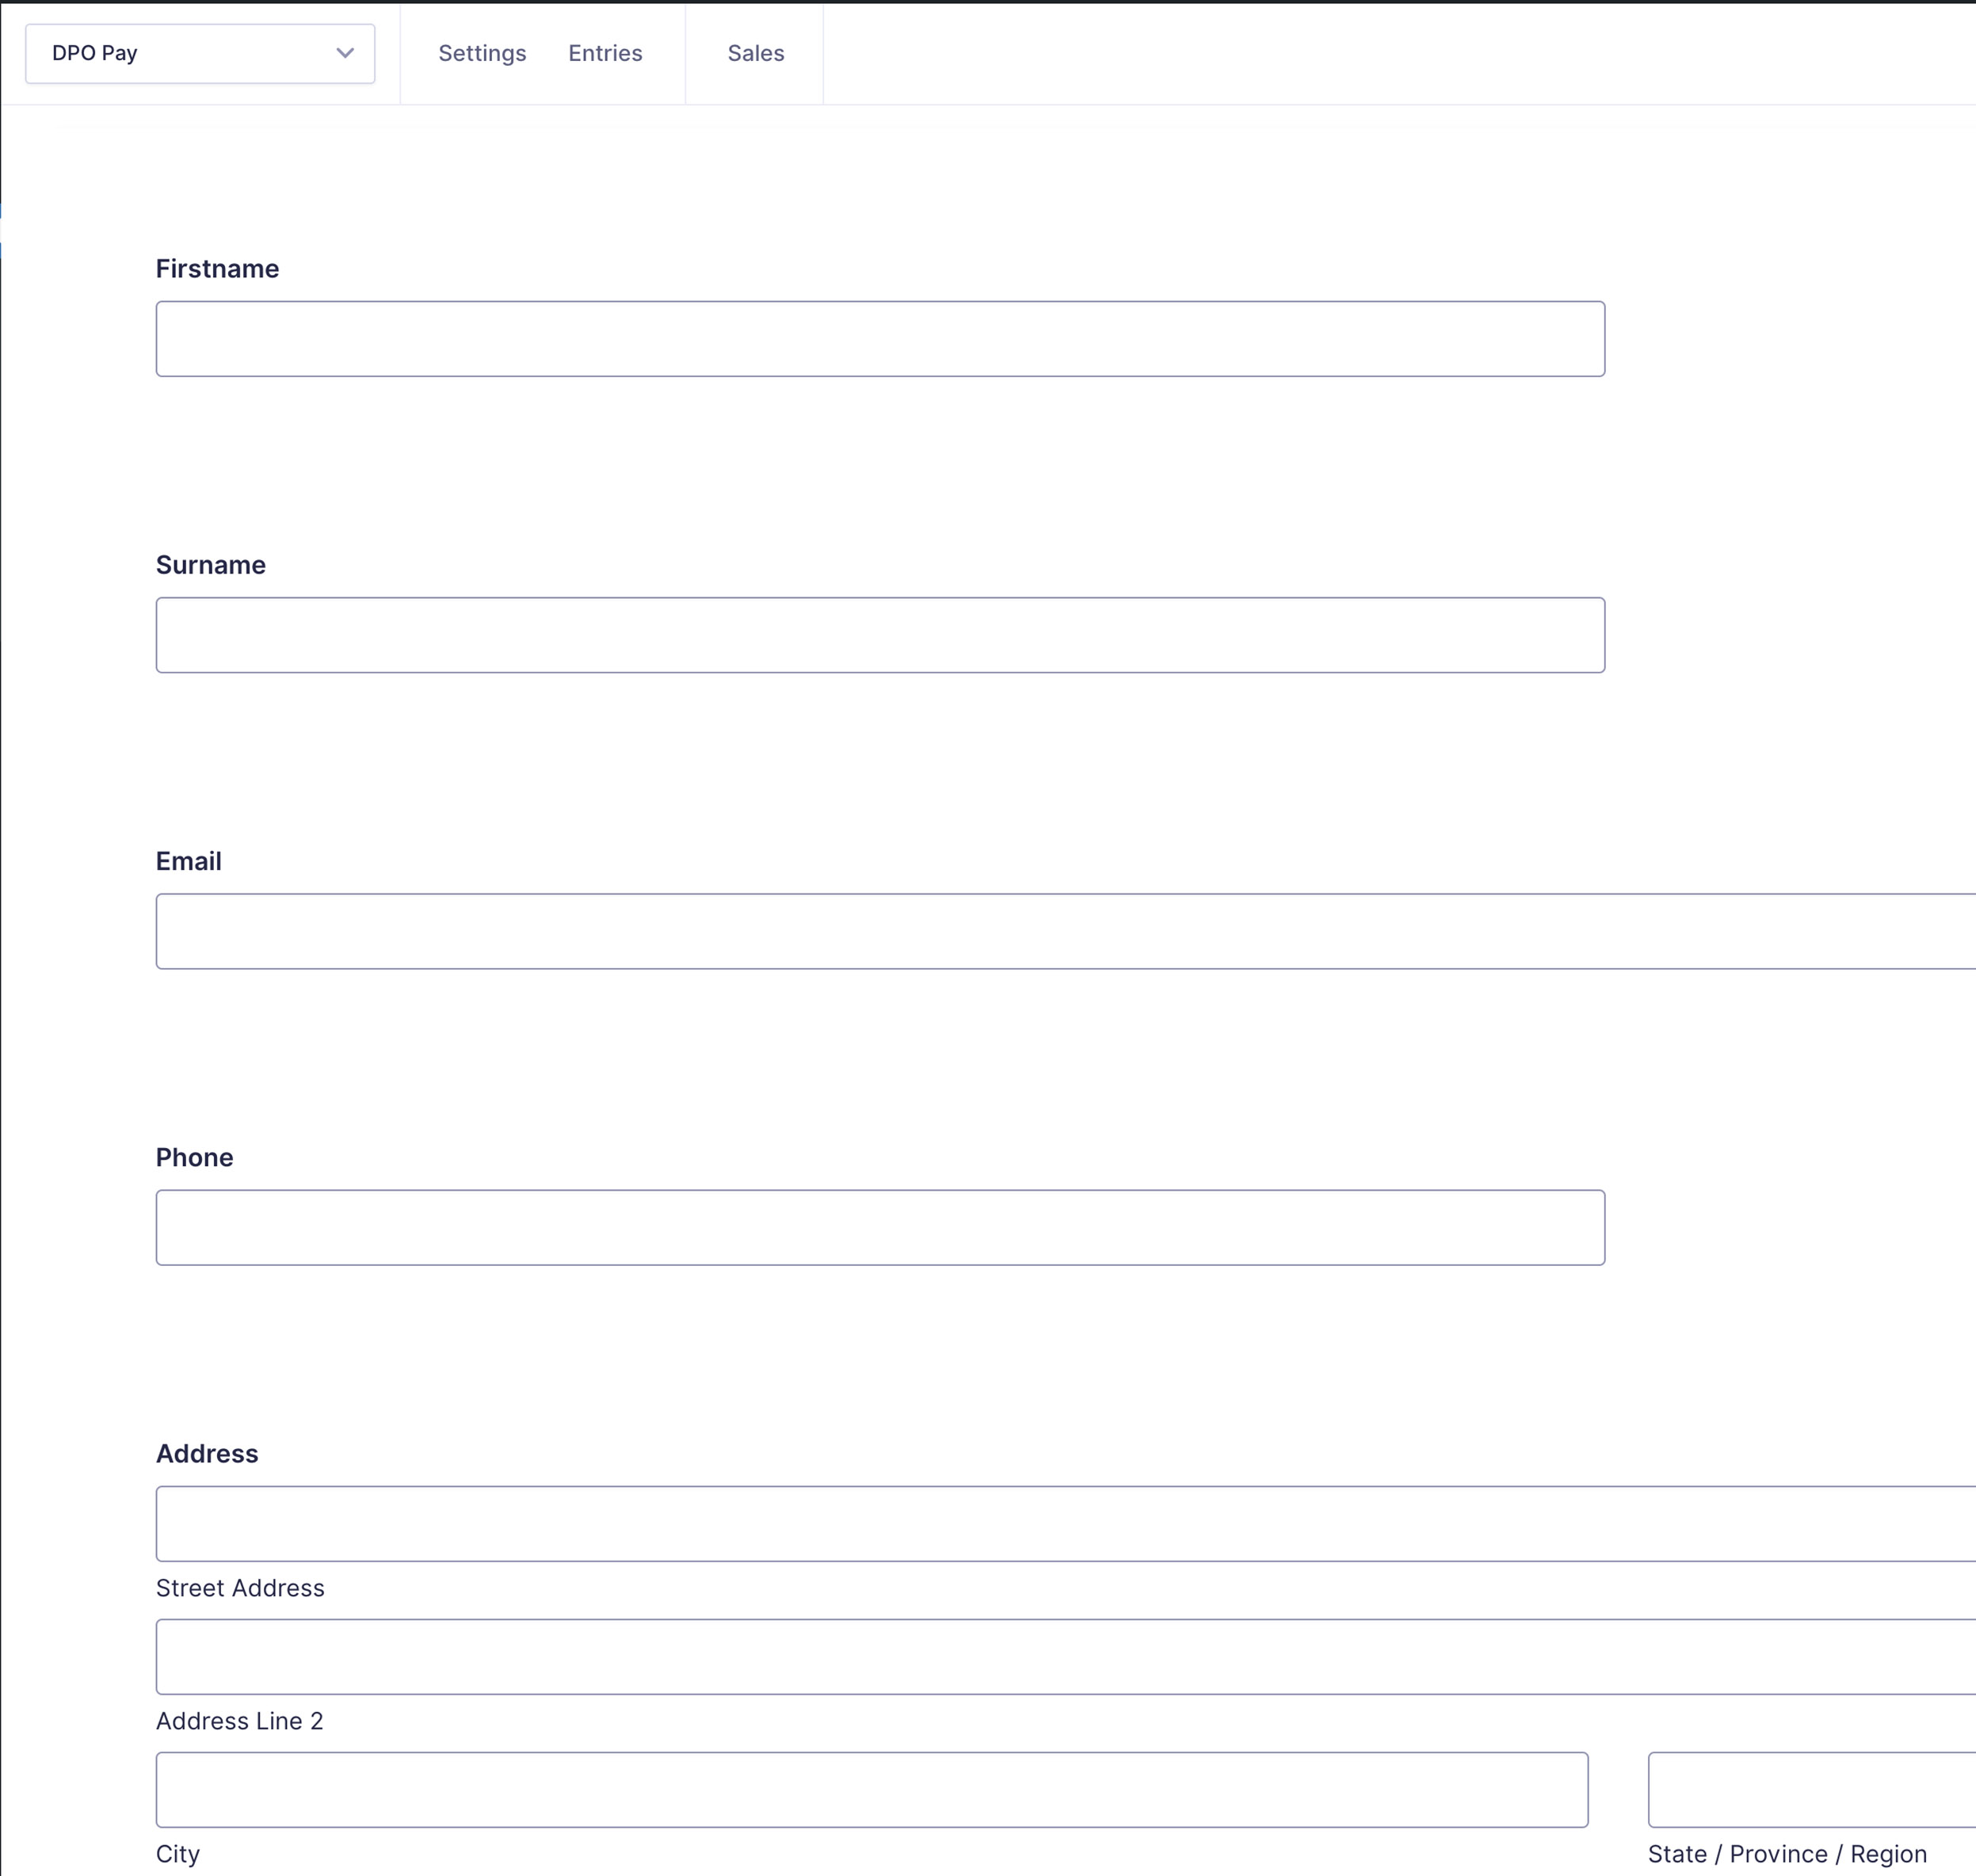 DPO Pay Settings Entries Sales
Firstname
Surname
Email
Phone
Address
Street Address
Address Line 2
City State / Province / Region